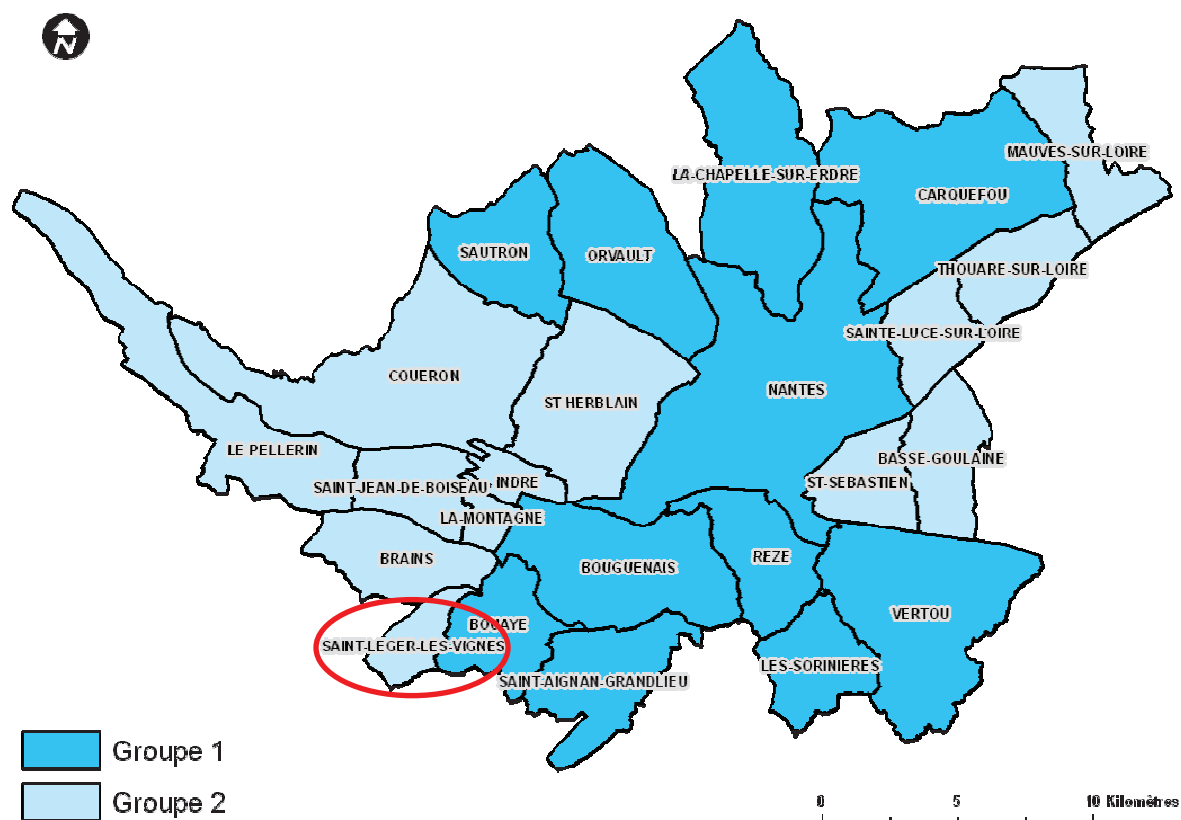 N
MAUVES-SUR-LOIRE
LA-CHAPELLE-SUR-ERDRE
CARQUEFOU
SAUTRON
ORVAULT
THOUARE-SUR-LOIRE
SAINTE-LUCE-SUR-LOIRE
COUERON
NANTES
ST HERBLAIN
LE PELLERIN
BASSE-GOULAINE
SAINT-JEAN-DE-BOISEAU
INDRE
ST-SEBASTIEN
LA-MONTAGNE
BRAINS
BOUGUENAIS
REZE
VERTOU
BOUAYE
SAINT-LEGER-LES-VIGNES
LES-SORINIERES
SAINT-AIGNAN-GRANDLIEU
Groupe 1
Groupe 2
0 5 10 Kilomètres